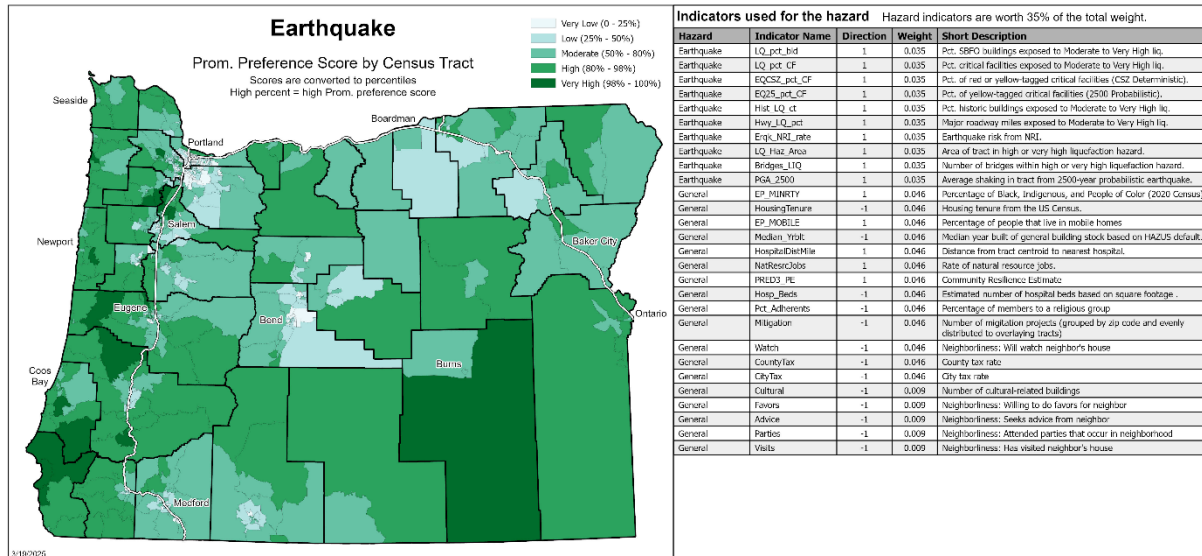 Earthquake
Prom. Preference Score by Census Tract
Scores are converted to percentiles
High percent = high Prom. preference score
Very Low (0 - 25%)
Low (25% - 50%)
Moderate (50% - 80%)
High (80% - 98%)
Very High (98% - 100%)
Seaside
Portland
Boardman
Salem
Newport
Baker City
Eugene
Bend
Ontario
Burns
Coos
Bay
Medford
3/19/2025
Indicators used for the hazard Hazard indicators are worth 35% of the total weight.
Hazard Indicator Name Direction Weight Short Description
Earthquake LQ_pct_bld 1 0.035 Pct. SBFO buildings exposed to Moderate to Very High liq.
Earthquake LQ_pct_CF 1 0.035 Pct. critical facilities exposed to Moderate to Very High liq.
Earthquake EQCSZ_pct_CF 1 0.035 Pct. of red or yellow-tagged critical facilities (CSZ Deterministic).
Earthquake EQ25_pct_CF 1 0.035 Pct. of yellow-tagged critical facilities (2500 Probabilistic).
Earthquake Hist_LQ_ct 1 0.035 Pct. historic buildings exposed to Moderate to Very High liq.
Earthquake Hwy_LQ_pct 1 0.035 Major roadway miles exposed to Moderate to Very High liq.
Earthquake Erqk_NRI_rate 1 0.035 Earthquake risk from NRI.
Earthquake LQ_Haz_Area 1 0.035 Area of tract in high or very high liquefaction hazard.
Earthquake Bridges_LIQ 1 0.035 Number of bridges within high or very high liquefaction hazard.
Earthquake PGA_2500 1 0.035 Average shaking in tract from 2500-year probabilistic earthquake.
General EP_MINRTY 1 0.046 Percentage of Black, Indigenous, and People of Color (2020 Census)
General HousingTenure -1 0.046 Housing tenure from the US Census.
General EP_MOBILE 1 0.046 Percentage of people that live in mobile homes
General Median_Yrblt -1 0.046 Median year built of general building stock based on HAZUS default.
General HospitalDistMile 1 0.046 Distance from tract centroid to nearest hospital.
General NatResrcJobs 1 0.046 Rate of natural resource jobs.
General PRED3_PE 1 0.046 Community Resilience Estimate
General Hosp_Beds -1 0.046 Estimated number of hospital beds based on square footage .
General Pct_Adherents -1 0.046 Percentage of members to a religious group
General Mitigation -1 0.046 Number of migitation projects (grouped by zip code and evenly
distributed to overlaying tracts)
General Watch -1 0.046 Neighborliness: Will watch neighbor's house
General CountyTax -1 0.046 County tax rate
General CityTax -1 0.046 City tax rate
General Cultural -1 0.009 Number of cultural-related buildings
General Favors -1 0.009 Neighborliness: Willing to do favors for neighbor
General Advice -1 0.009 Neighborliness: Seeks advice from neighbor
General Parties -1 0.009 Neighborliness: Attended parties that occur in neighborhood
General Visits -1 0.009 Neighborliness: Has visited neighbor's house